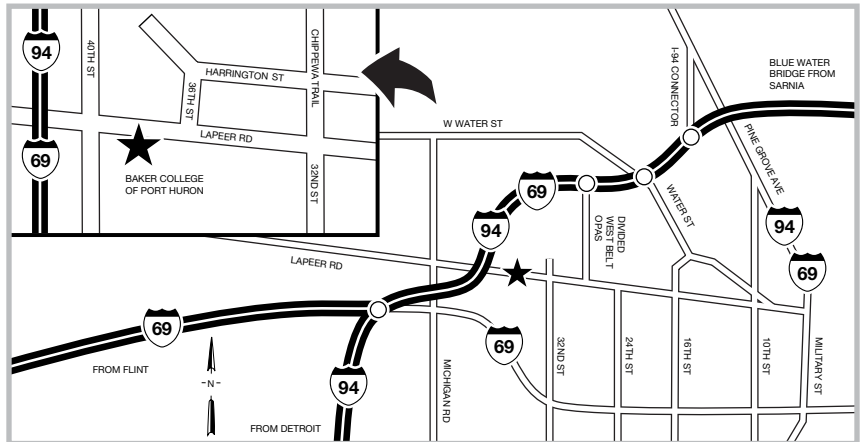 94
40TH ST
HARRINGTON ST
36TH ST
CHIPPEWA TRAIL
LAPEER RD
69
BAKER COLLEGE
OF PORT HURON
32ND ST
W WATER ST
I-94 CONNECTOR
BLUE WATER
BRIDGE FROM
SARNIA
PINE GROVE AVE
69
94
WATER ST
DIVIDED
WEST BELT
OPAS
94
69
LAPEER RD
69
FROM FLINT
-N-
94
FROM DETROIT
MICHIGAN RD
69
32ND ST
24TH ST
16TH ST
10TH ST
MILITARY ST